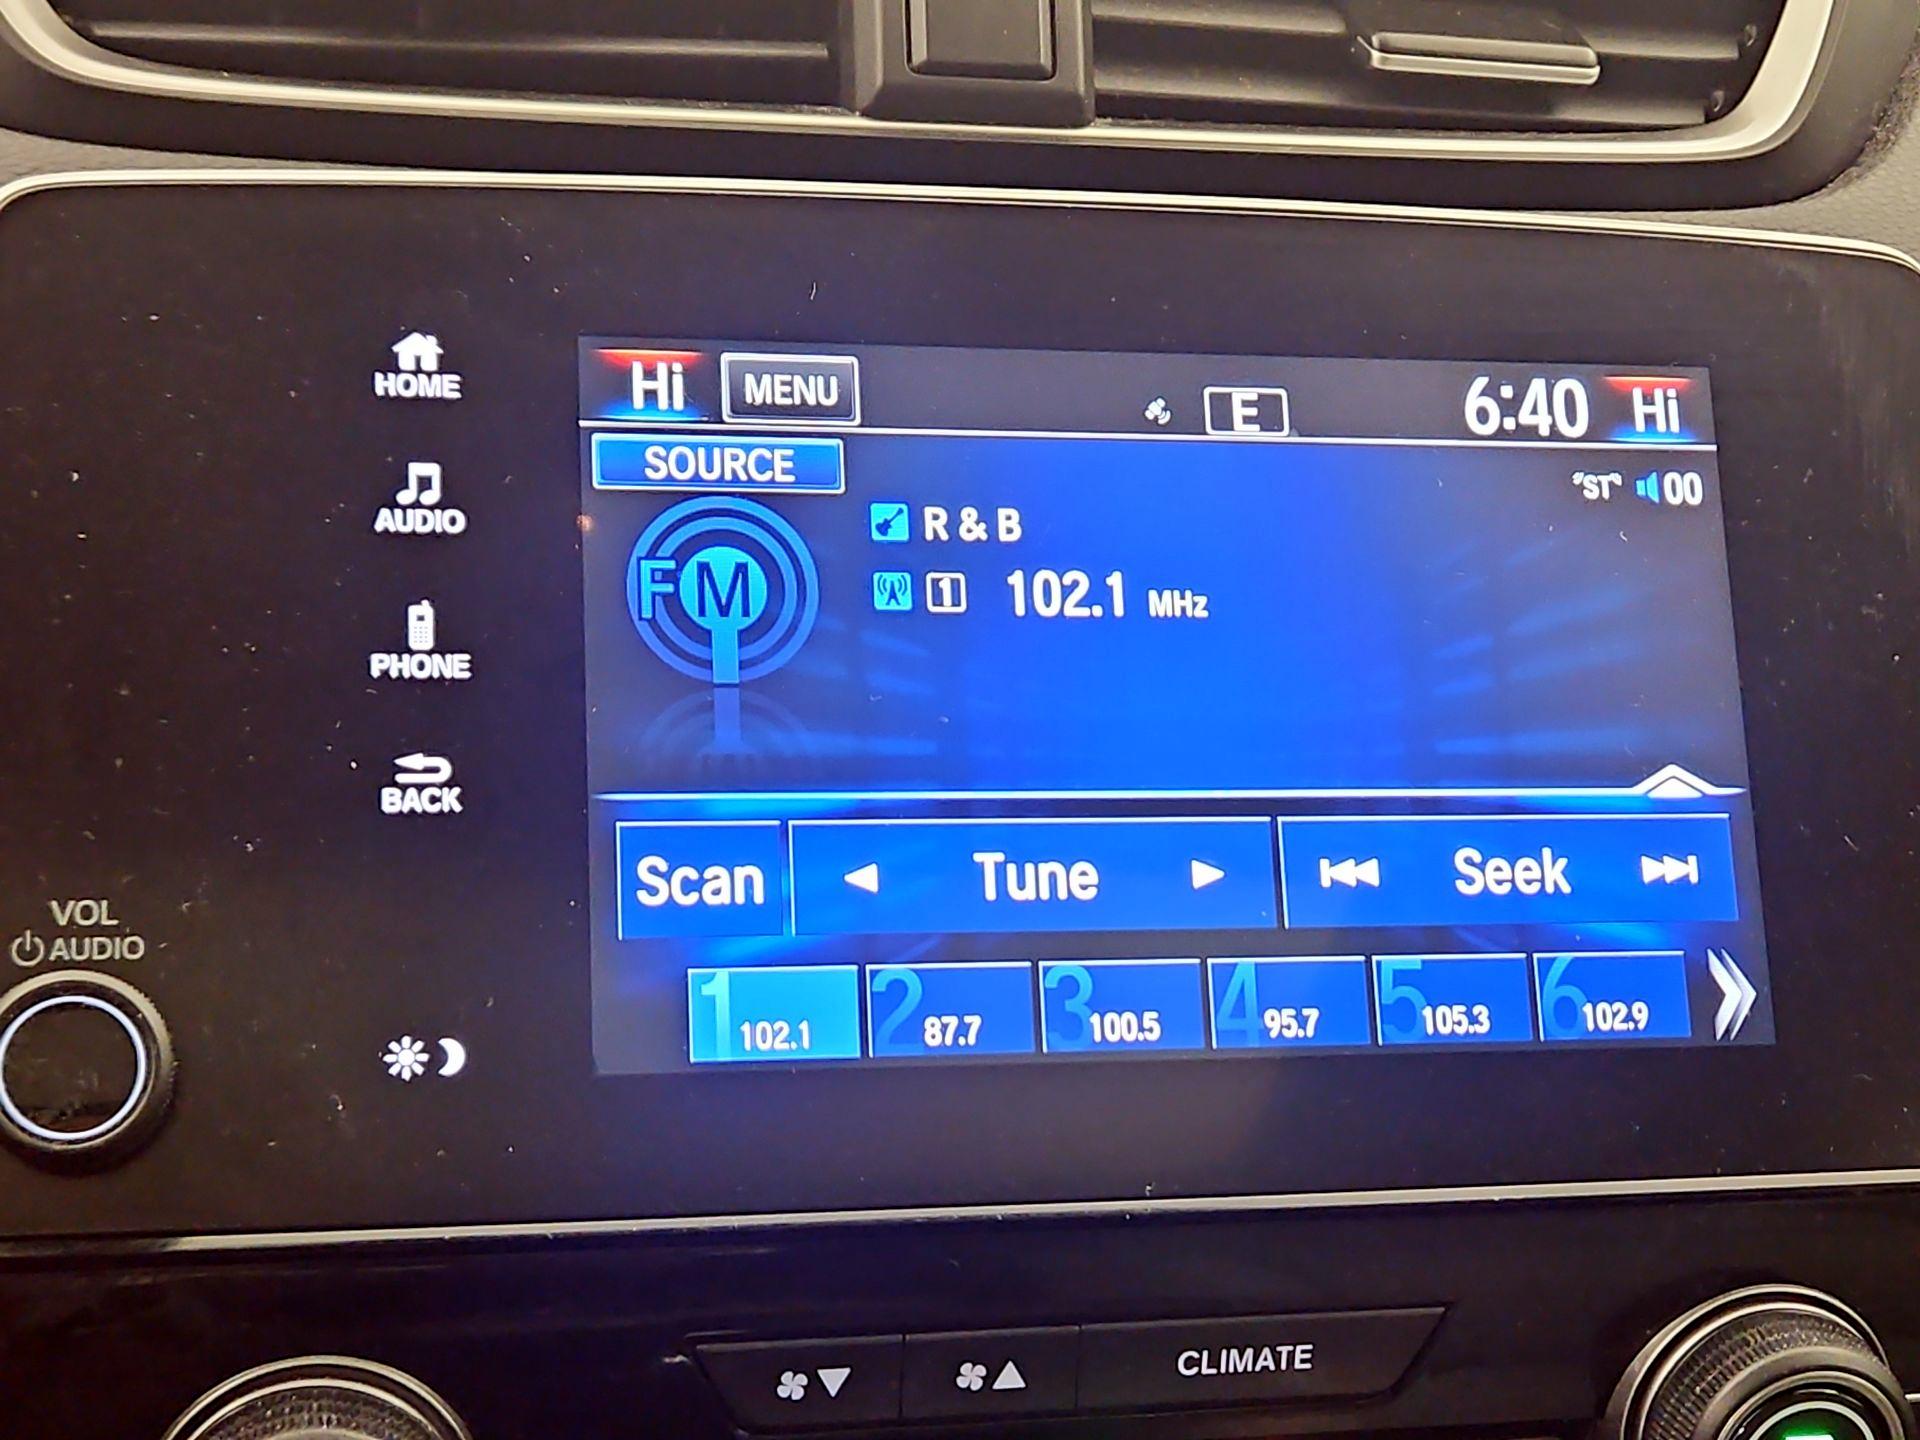 HOME
AUDIO
PHONE
BACK
VOL
AUDIO
Hi MENU E 6:40 Hi
SOURCE
"ST" 00
FM
R & B
1 102.1 MHz
Scan Tune Seek
1 102.1 2 87.7 3 100.5 4 95.7 5 105.3 6 102.9
CLIMATE